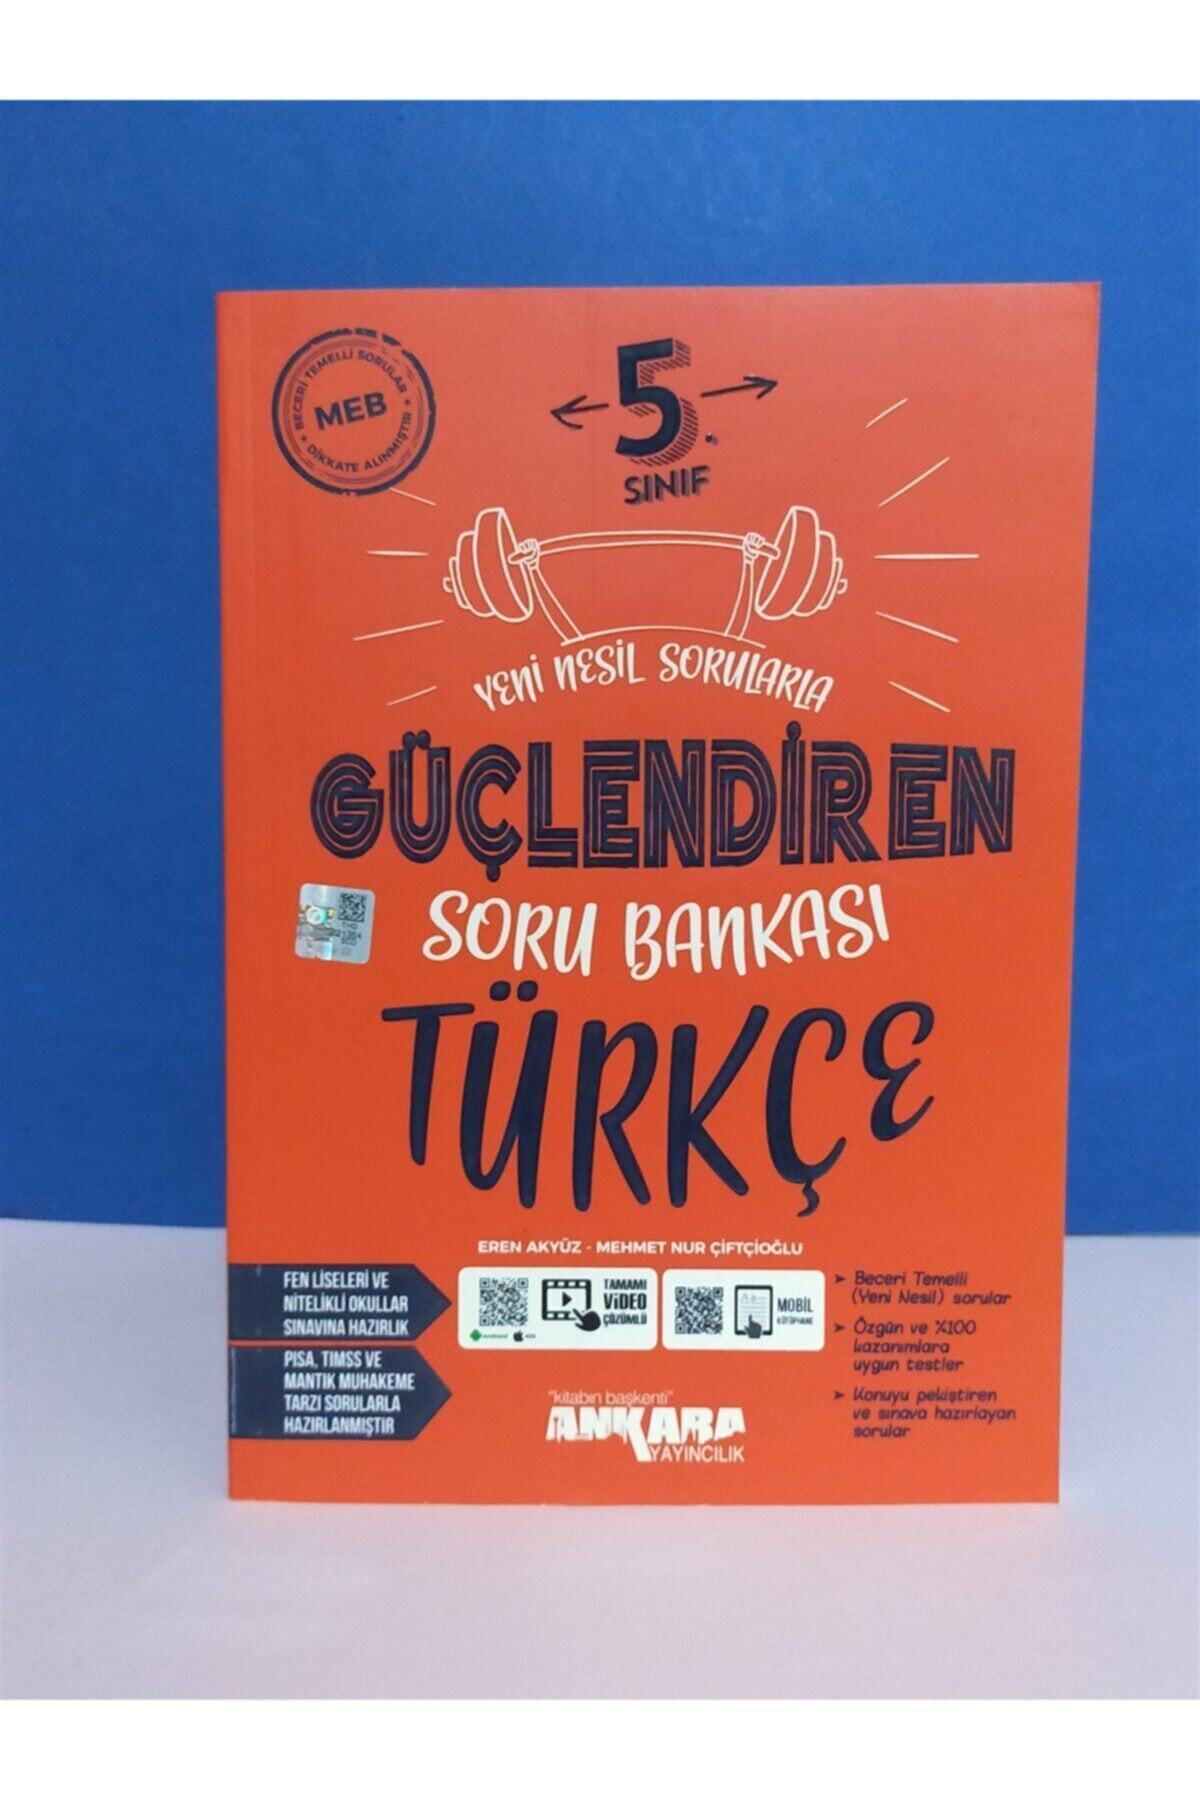 BECERİ TEMELLİ SORULAR
MEB
DİKKATE ALINMIŞTIR
5.
SINIF
YENİ NESİL SORULARLA
GÜÇLENDİREN
SORU BANKASI
TÜRKÇE
EREN AKYÜZ - MEHMET NUR ÇİFTÇİOĞLU
FEN LİSELERİ VE
NİTELİKLİ OKULLAR
SINAVINA HAZIRLIK
PISA, TIMSS VE
MANTIK MUHAKEME
TARZI SORULARLA
HAZIRLANMIŞTIR
TAMAMI
VİDEO
ÇÖZÜMLÜ
android
iOS
MOBİL
KÜTÜPHANE
"kitabın başkenti"
ANKARA
YAYINCILIK
➤ Beceri Temelli
(Yeni Nesil) sorular
➤ Özgün ve %100
kazanımlara
uygun testler
➤ Konuyu pekiştiren
ve sınava hazırlayan
sorular